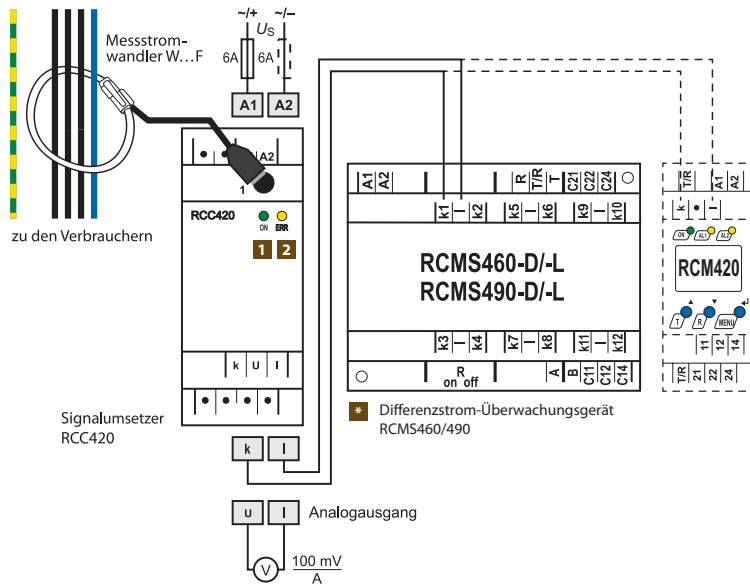 ~/+ ~/–
US
6A 6A
Messstrom-
wandler W...F
A1 A2
A2
1
RCC420
ON ERR
1 2
zu den Verbrauchern
k U l
Signalumsetzer
RCC420
k l
U l
Analogausgang
V
100 mV
A
A1 A2 R T/R T C21 C22 C24
k1 l k2 k5 l k6 k9 l k10
RCMS460-D/-L
RCMS490-D/-L
k3 l k4 k7 l k8 k11 l k12
R
on off
A B C11 C12 C14
* Differenzstrom-Überwachungsgerät
RCMS460/490
T/R A1 A2
k l
ON AL1 AL2
RCM420
T R MENU
11 12 14
T/R 21 22 24